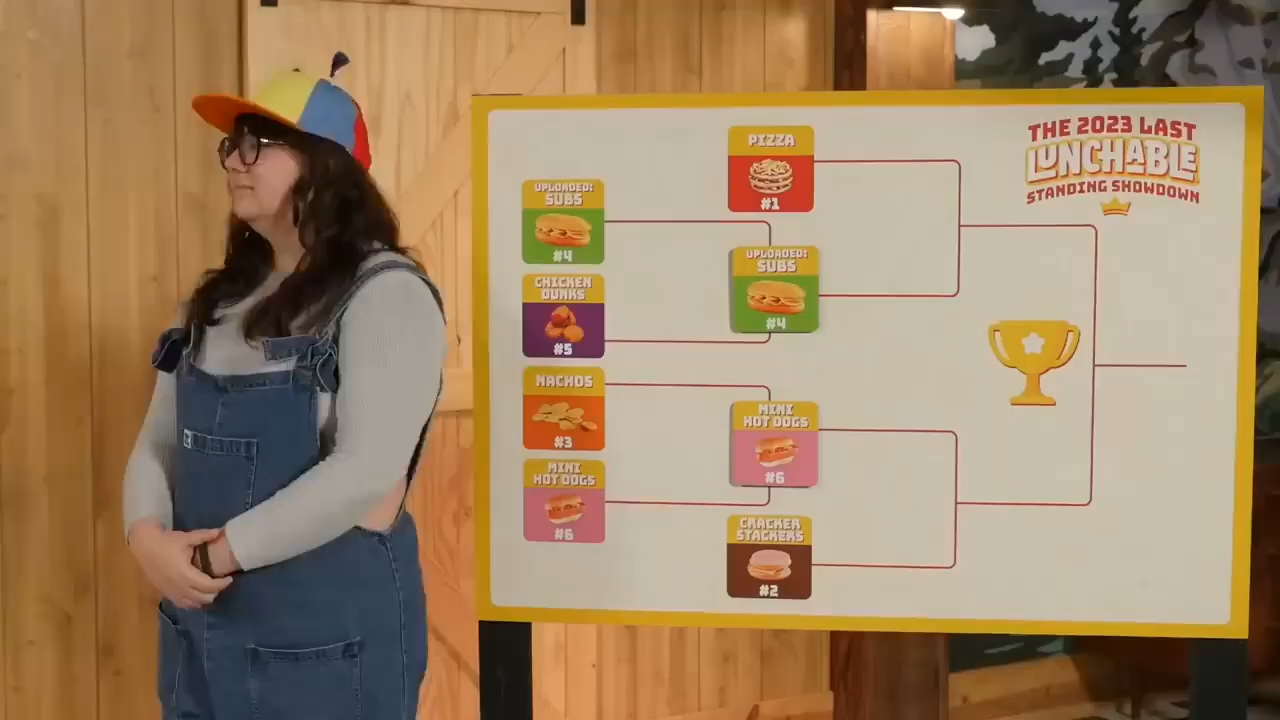 THE 2023 LAST
LUNCHABLE
STANDING SHOWDOWN
PIZZA
#1
UPLOADED:
SUBS
#4
UPLOADED:
SUBS
#4
CHICKEN
DUNKS
#5
NACHOS
#3
MINI
HOT DOGS
#6
MINI
HOT DOGS
#6
CRACKER
STACKERS
#2